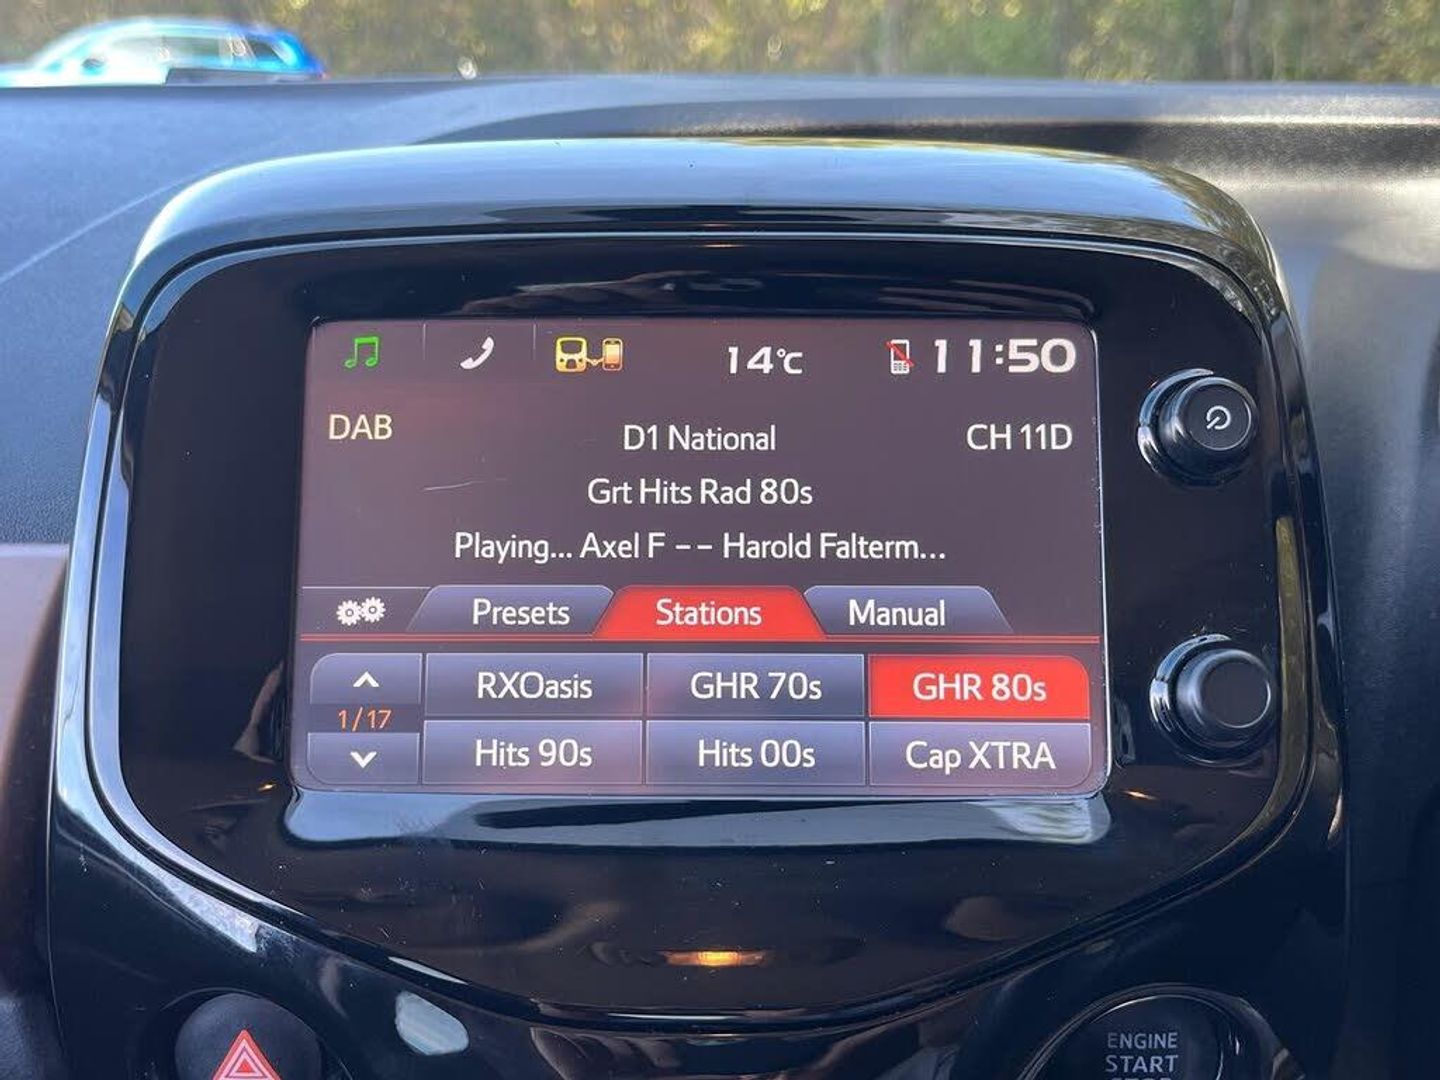 14°C 11:50
DAB D1 National CH 11D
Grt Hits Rad 80s
Playing... Axel F -- Harold Falterm...
Presets Stations Manual
RXOasis GHR 70s GHR 80s
1/17
Hits 90s Hits 00s Cap XTRA
ENGINE
START